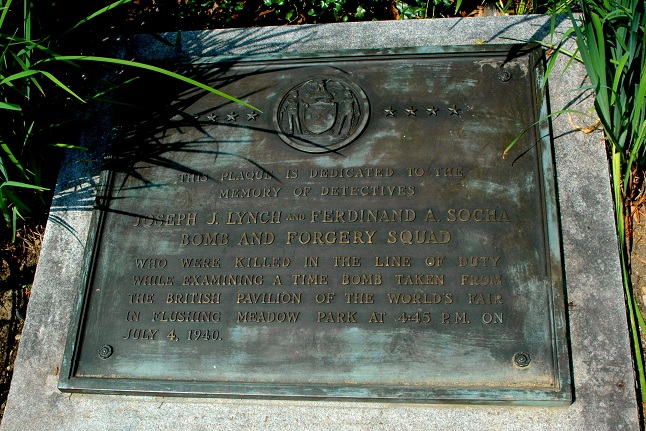 THIS PLAQUE IS DEDICATED TO THE
MEMORY OF DETECTIVES
JOSEPH J. LYNCH AND FERDINAND A. SOCHA
BOMB AND FORGERY SQUAD
WHO WERE KILLED IN THE LINE OF DUTY
WHILE EXAMINING A TIME BOMB TAKEN FROM
THE BRITISH PAVILION OF THE WORLD'S FAIR
IN FLUSHING MEADOW PARK AT 4:45 P.M. ON
JULY 4, 1940.